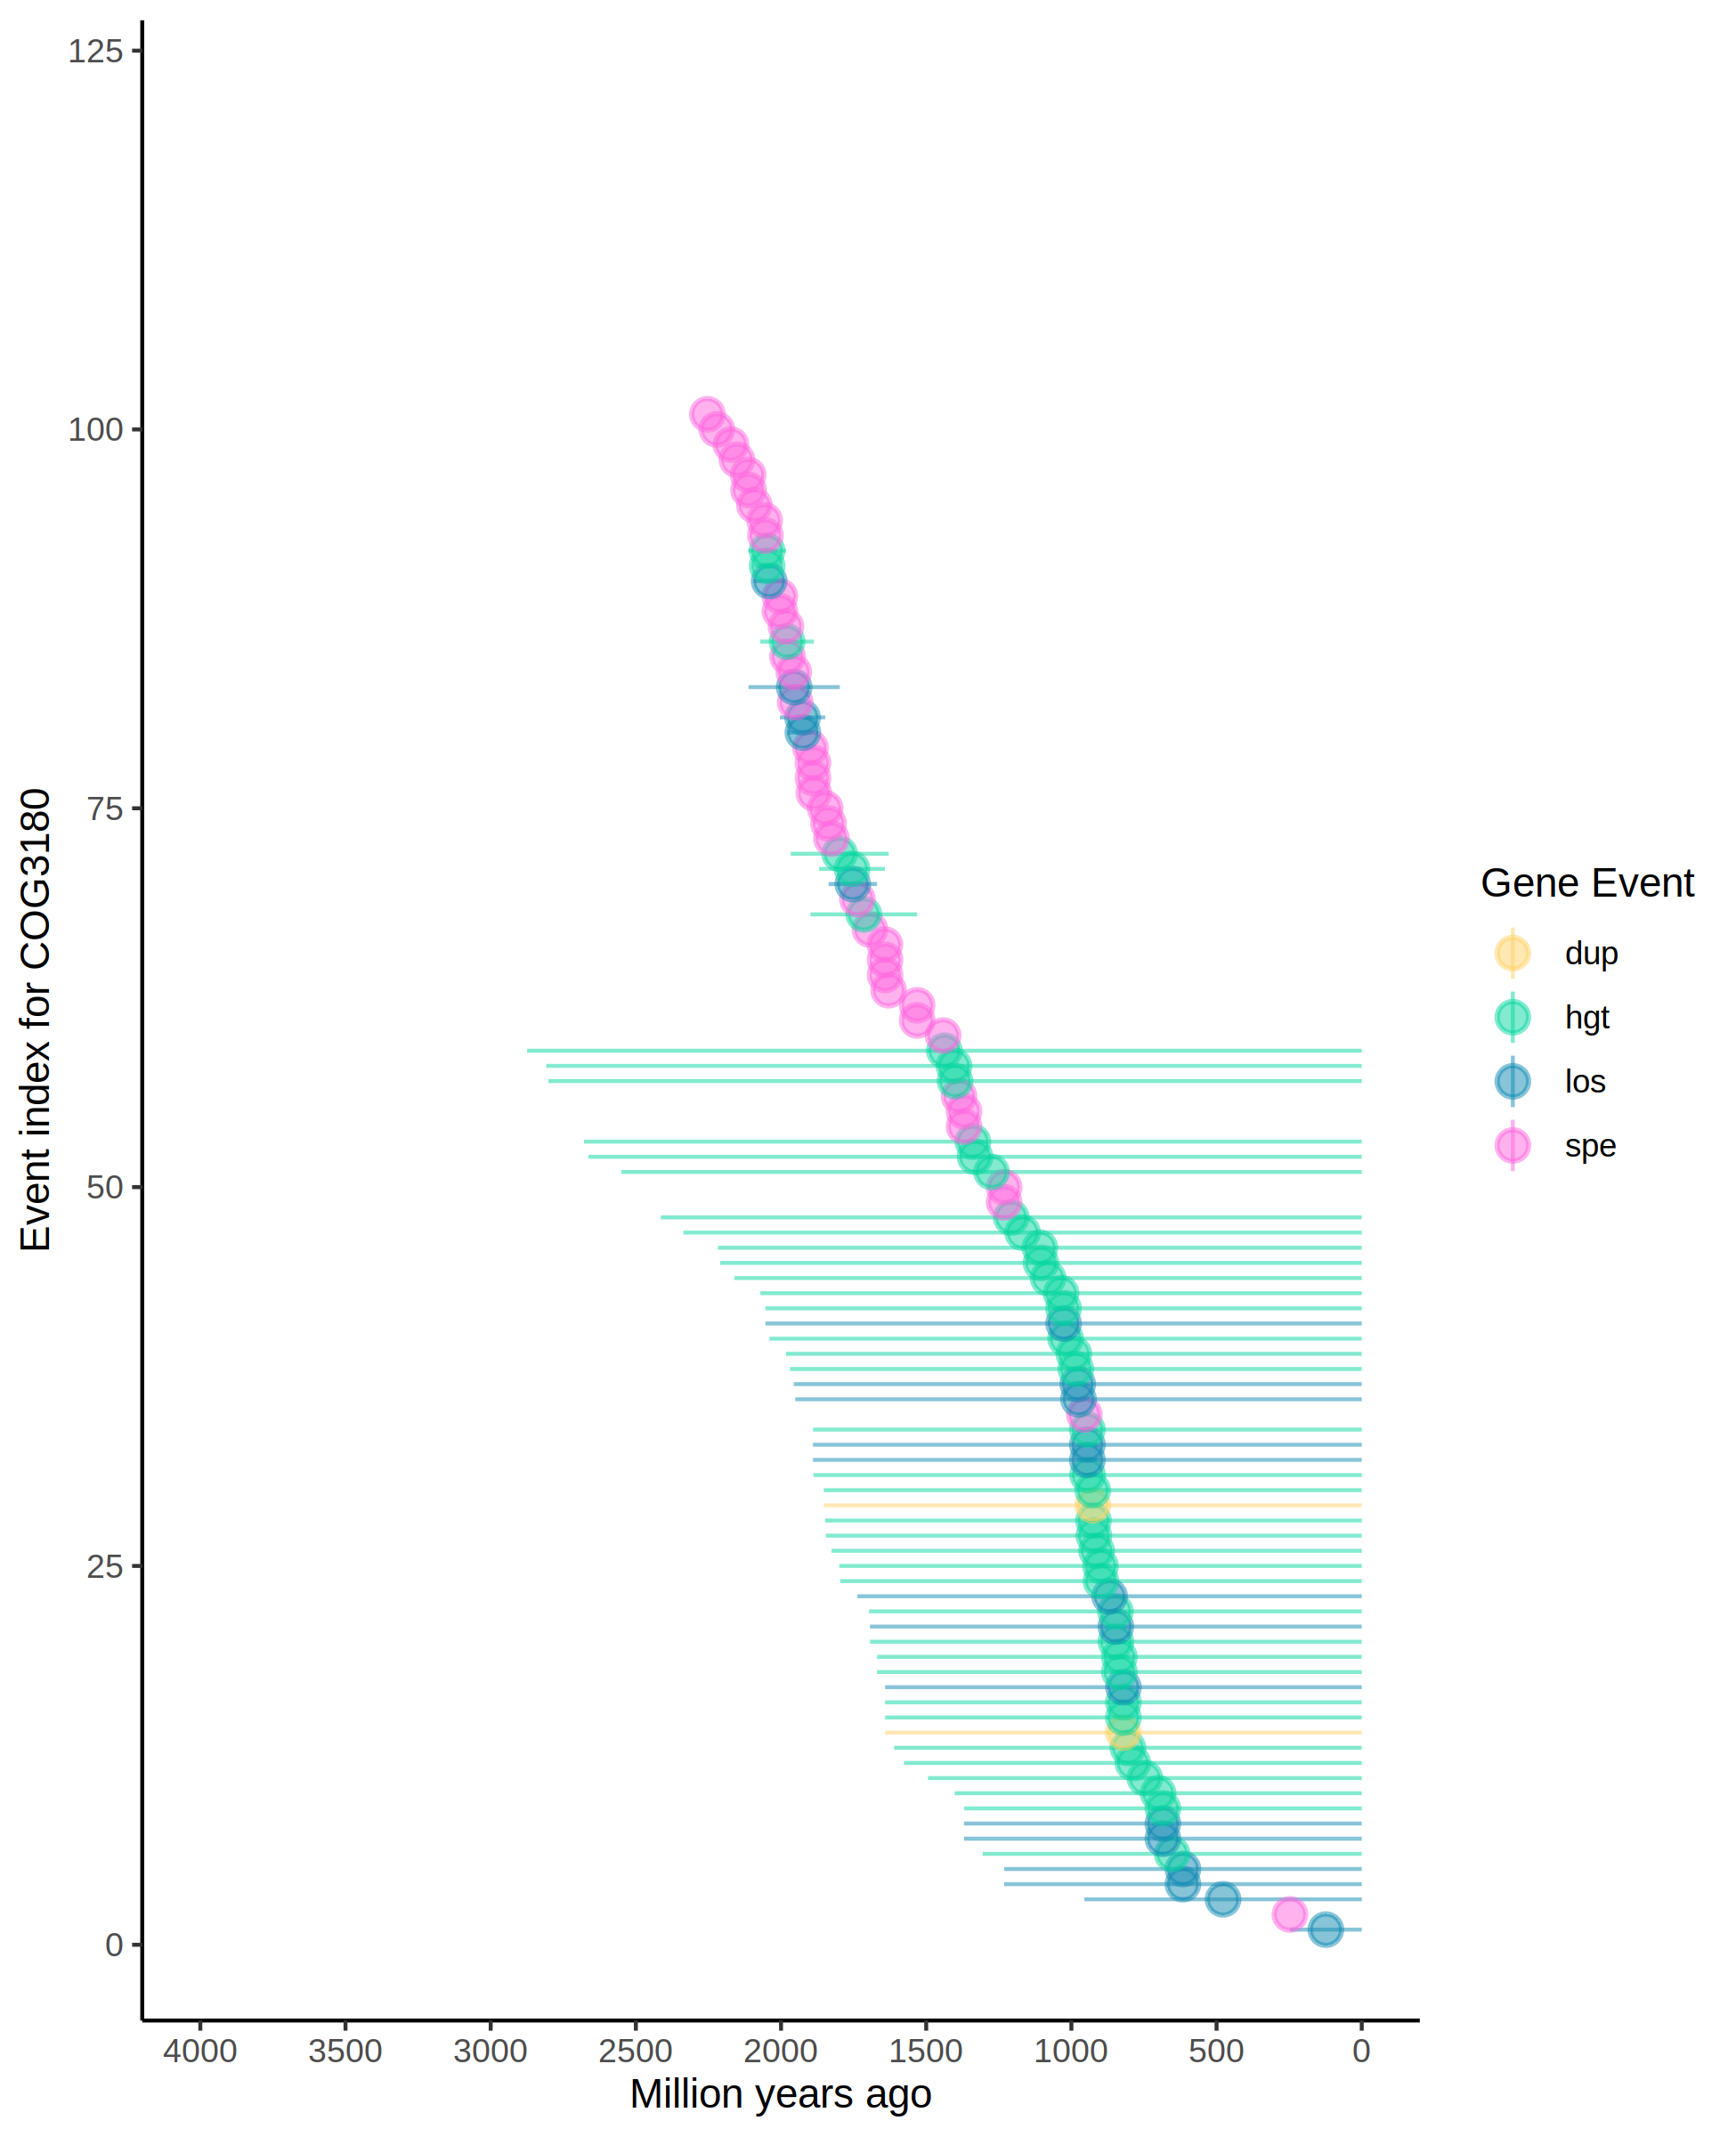 125
100
75
50
25
0
Event index for COG3180
4000 3500 3000 2500 2000 1500 1000 500 0
Million years ago
Gene Event
dup
hgt
los
spe